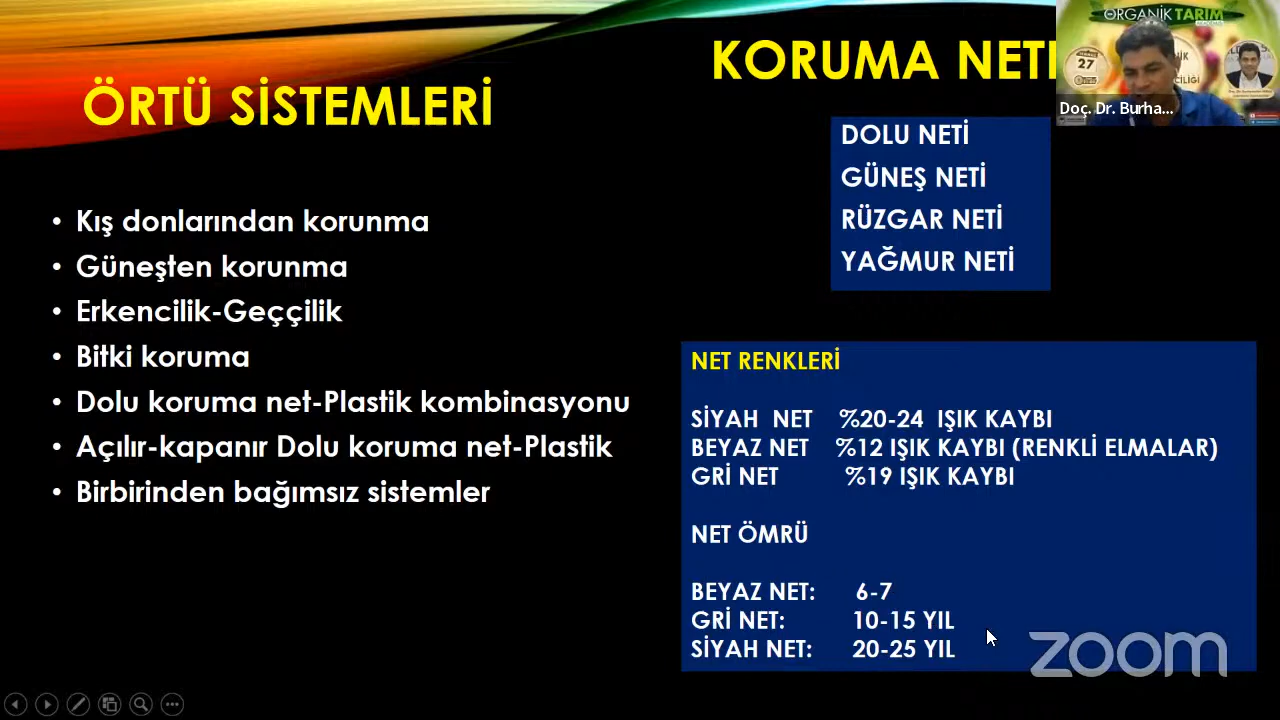 ÖRTÜ SİSTEMLERİ
• Kış donlarından korunma
• Güneşten korunma
• Erkencilik-Geççilik
• Bitki koruma
• Dolu koruma net-Plastik kombinasyonu
• Açılır-kapanır Dolu koruma net-Plastik
• Birbirinden bağımsız sistemler
KORUMA NETL
DOLU NETİ
GÜNEŞ NETİ
RÜZGAR NETİ
YAĞMUR NETİ
NET RENKLERİ
SİYAH NET %20-24 IŞIK KAYBI
BEYAZ NET %12 IŞIK KAYBI (RENKLİ ELMALAR)
GRİ NET %19 IŞIK KAYBI
NET ÖMRÜ
BEYAZ NET: 6-7
GRİ NET: 10-15 YIL
SİYAH NET: 20-25 YIL
ORGANİK TARIM
27
Doç. Dr. Burha...
zoom